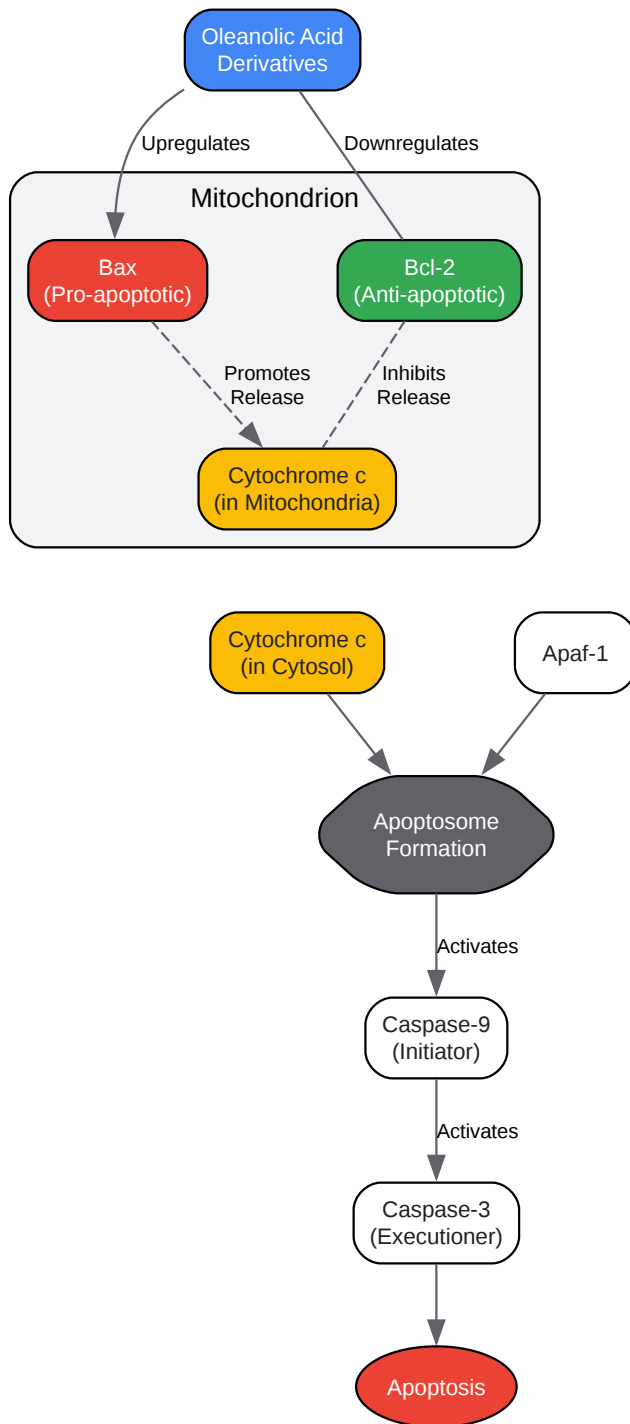 Oleanolic Acid
Derivatives
Upregulates
Downregulates
Mitochondrion
Bax
(Pro-apoptotic)
Bcl-2
(Anti-apoptotic)
Promotes
Release
Inhibits
Release
Cytochrome c
(in Mitochondria)
Cytochrome c
(in Cytosol)
Apaf-1
Apoptosome
Formation
Activates
Caspase-9
(Initiator)
Activates
Caspase-3
(Executioner)
Apoptosis